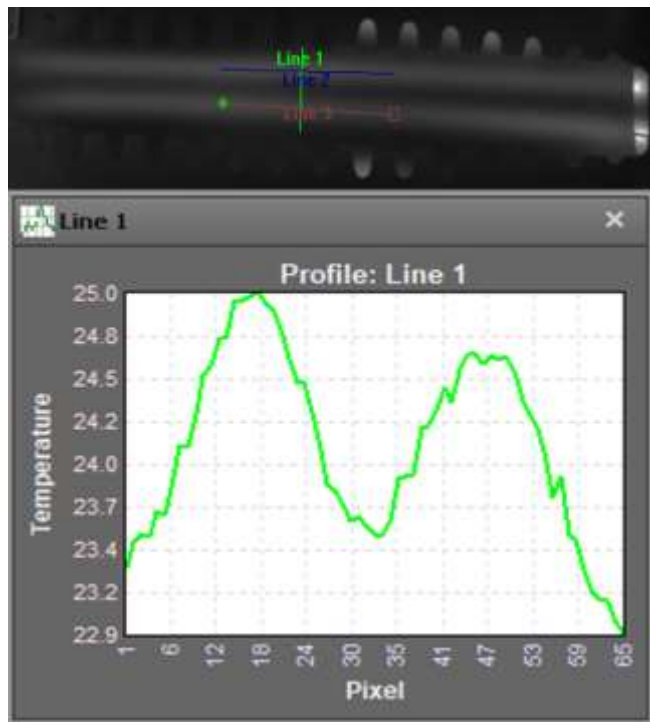 Line 1
Line 2
Line 3
Line 1
Profile: Line 1
Temperature
25.0
24.8
24.5
24.2
24.0
23.7
23.4
23.2
22.9
1 6 12 18 24 30 35 41 47 53 59 65
Pixel